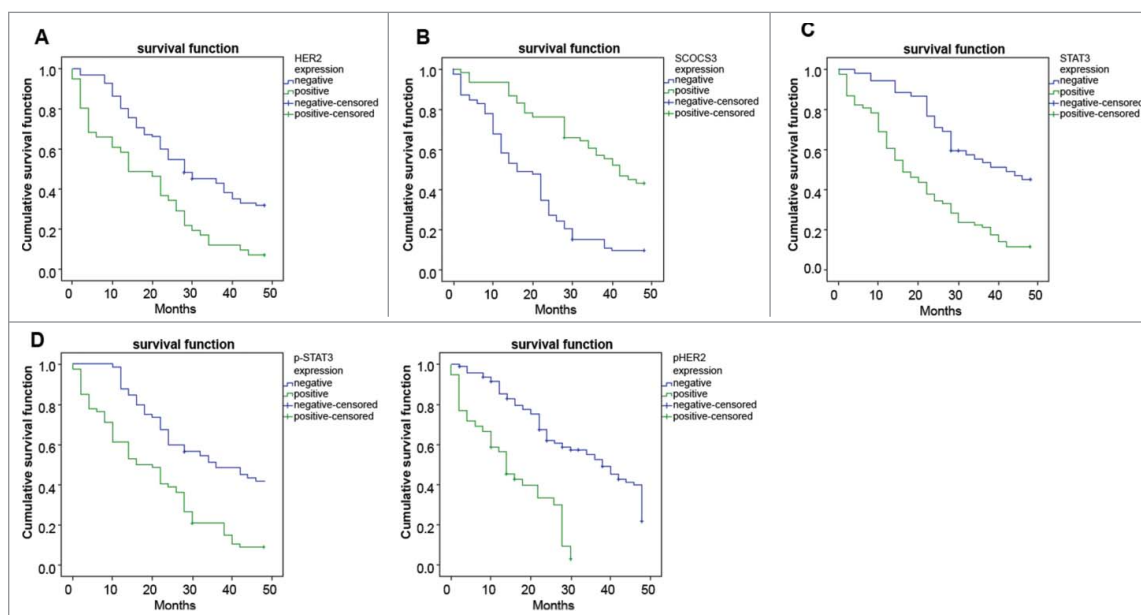 A
survival function
HER2
expression
negative
positive
negative-censored
positive-censored
Cumulative survival function
1.0
0.8
0.6
0.4
0.2
0.0
0 10 20 30 40 50
Months
B
survival function
SCOCS3
expression
negative
positive
negative-censored
positive-censored
Cumulative survival function
1.0
0.8
0.6
0.4
0.2
0.0
0 10 20 30 40 50
Months
C
survival function
STAT3
expression
negative
positive
negative-censored
positive-censored
Cumulative survival function
1.0
0.8
0.6
0.4
0.2
0.0
0 10 20 30 40 50
Months
D
survival function
p-STAT3
expression
negative
positive
negative-censored
positive-censored
Cumulative survival function
1.0
0.8
0.6
0.4
0.2
0.0
0 10 20 30 40 50
Months
survival function
pHER2
expression
negative
positive
negative-censored
positive-censored
Cumulative survival function
1.0
0.8
0.6
0.4
0.2
0.0
0 10 20 30 40 50
Months